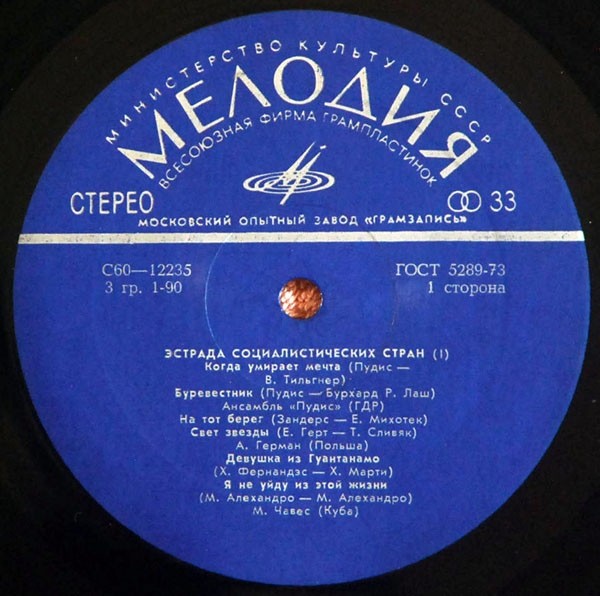 МИНИСТЕРСТВО КУЛЬТУРЫ СССР
МЕЛОДИЯ
ВСЕСОЮЗНАЯ ФИРМА ГРАМПЛАСТИНОК
СТЕРЕО
33
МОСКОВСКИЙ ОПЫТНЫЙ ЗАВОД «ГРАМЗАПИСЬ»
С60—12235
ГОСТ 5289-73
3 гр. 1-90
1 сторона
ЭСТРАДА СОЦИАЛИСТИЧЕСКИХ СТРАН (1)
Когда умирает мечта (Пудис —
В. Тильгнер)
Буревестник (Пудис — Бурхард Р. Лаш)
Ансамбль «Пудис» (ГДР)
На тот берег (Зандерс — Е. Михотек)
Свет звезды (Е. Герт — Т. Сливяк)
А. Герман (Польша)
Девушка из Гуантанамо
(Х. Фернандэс — Х. Марти)
Я не уйду из этой жизни
(М. Алехандро — М. Алехандро)
М. Чавес (Куба)